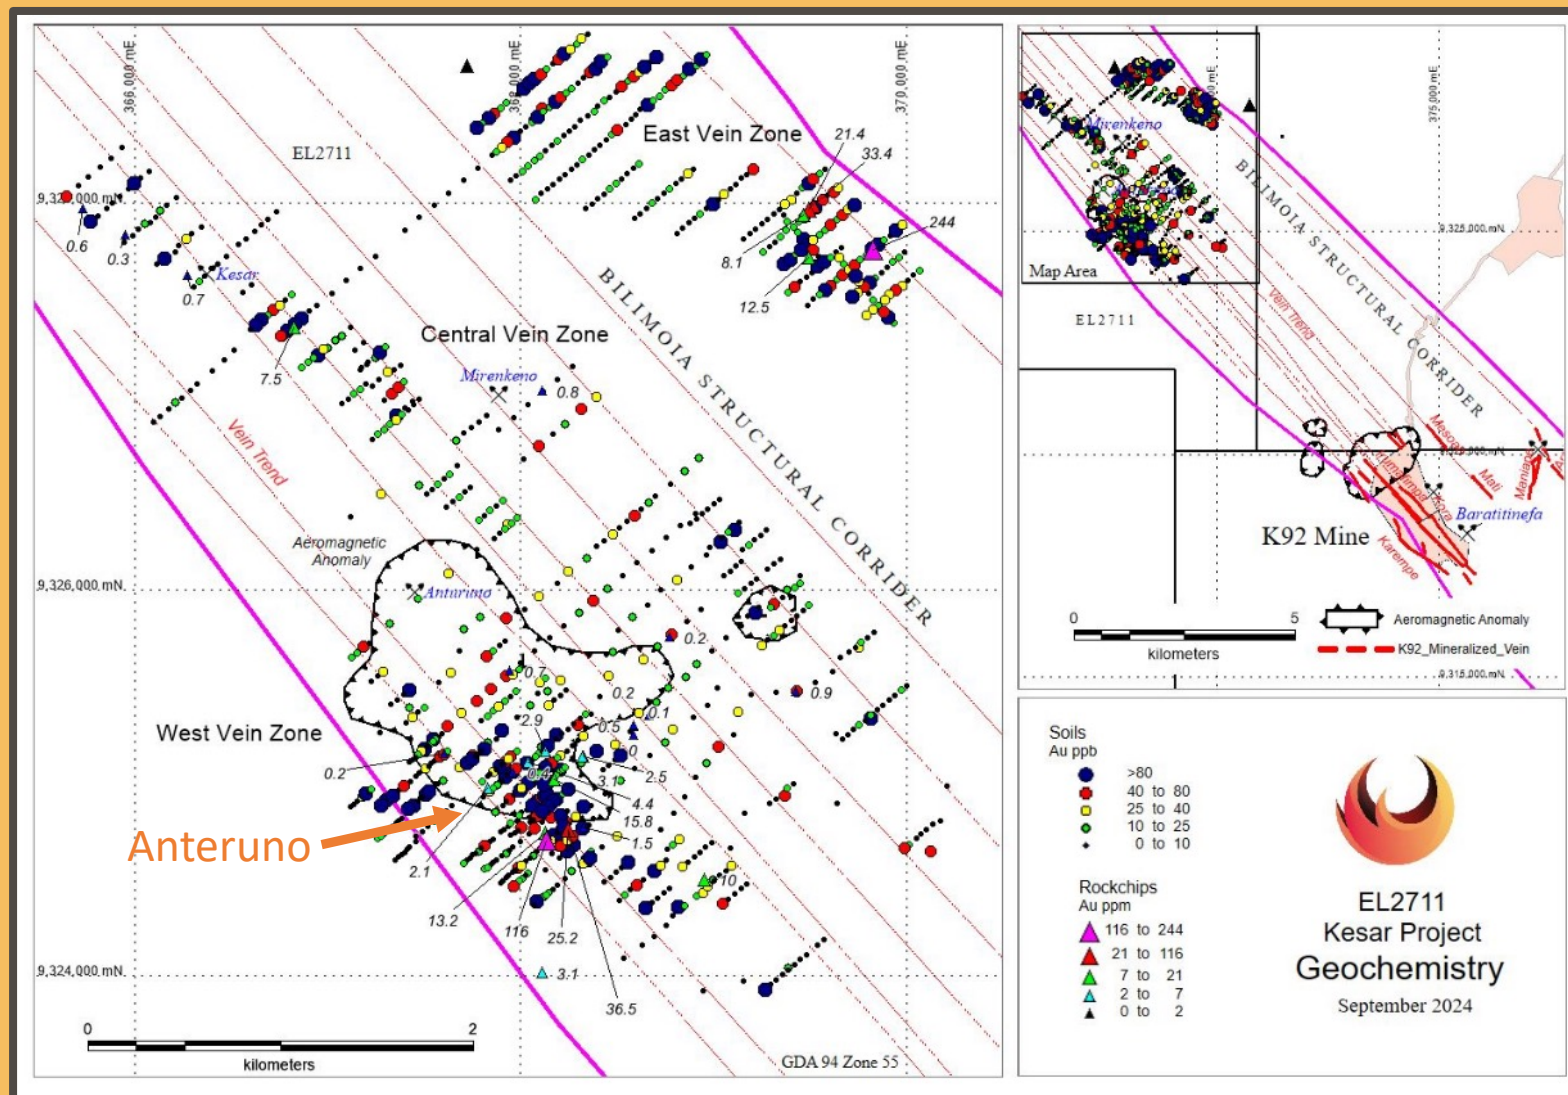 366,000 mE
368,000 mE
370,000 mE
EL2711
East Vein Zone
21.4
33.4
244
8.1
12.5
0.6
0.3
0.7
Kesar
7.5
BILIMOIA STRUCTURAL CORRIDER
Central Vein Zone
Mirenkeno
0.8
Vein Trend
Aeromagnetic
Anomaly
9,326,000 mN
0.2
0.7
0.2
0.9
0.1
West Vein Zone
2.9
0.5
0
0.2
0.4
3.1
2.5
4.4
15.8
Anteruno
1.5
2.1
10
13.2
116
25.2
9,324,000 mN
3.1
36.5
0
2
kilometers
GDA 94 Zone 55
375,000 mE
Mirenkeno
BILIMOIA STRUCTURAL CORRIDER
9,325,000 mN
Map Area
EL2711
Vein Trend
Mati
Kora
Maniape
Baratitinefa
K92 Mine
Karempe
0
5
kilometers
Aeromagnetic Anomaly
K92_Mineralized_Vein
9,315,000 mN
Soils
Au ppb
>80
40 to 80
25 to 40
10 to 25
0 to 10
Rockchips
Au ppm
116 to 244
21 to 116
7 to 21
2 to 7
0 to 2
EL2711
Kesar Project
Geochemistry
September 2024